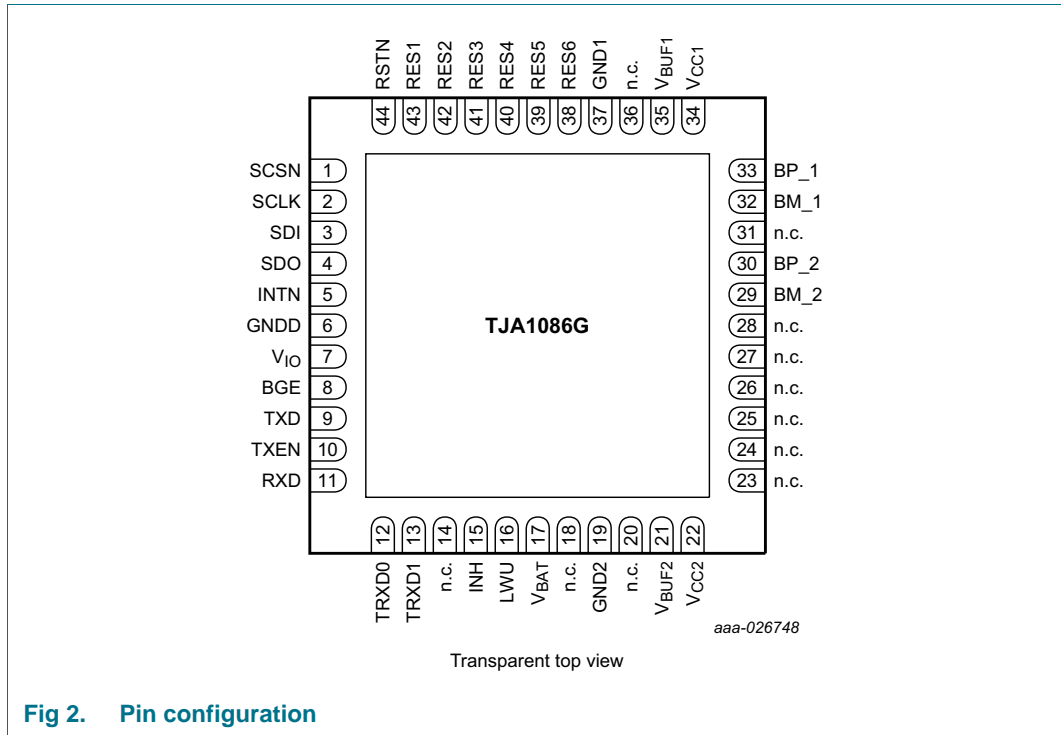 RSTN RES1 RES2 RES3 RES4 RES5 RES6 GND1 n.c. VBUF1 VCC1
44 43 42 41 40 39 38 37 36 35 34
SCSN 1 33 BP_1
SCLK 2 32 BM_1
SDI 3 31 n.c.
SDO 4 30 BP_2
INTN 5 29 BM_2
GNDD 6 TJA1086G 28 n.c.
VIO 7 27 n.c.
BGE 8 26 n.c.
TXD 9 25 n.c.
TXEN 10 24 n.c.
RXD 11 23 n.c.
12 13 14 15 16 17 18 19 20 21 22
TRXD0 TRXD1 n.c. INH LWU VBAT n.c. GND2 n.c. VBUF2 VCC2
aaa-026748
Transparent top view
Fig 2. Pin configuration